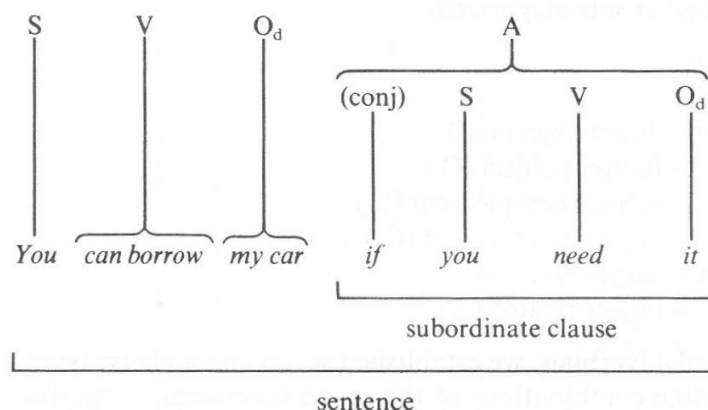 S V O_d A
(conj) S V O_d
You can borrow my car if you need it
subordinate clause
sentence